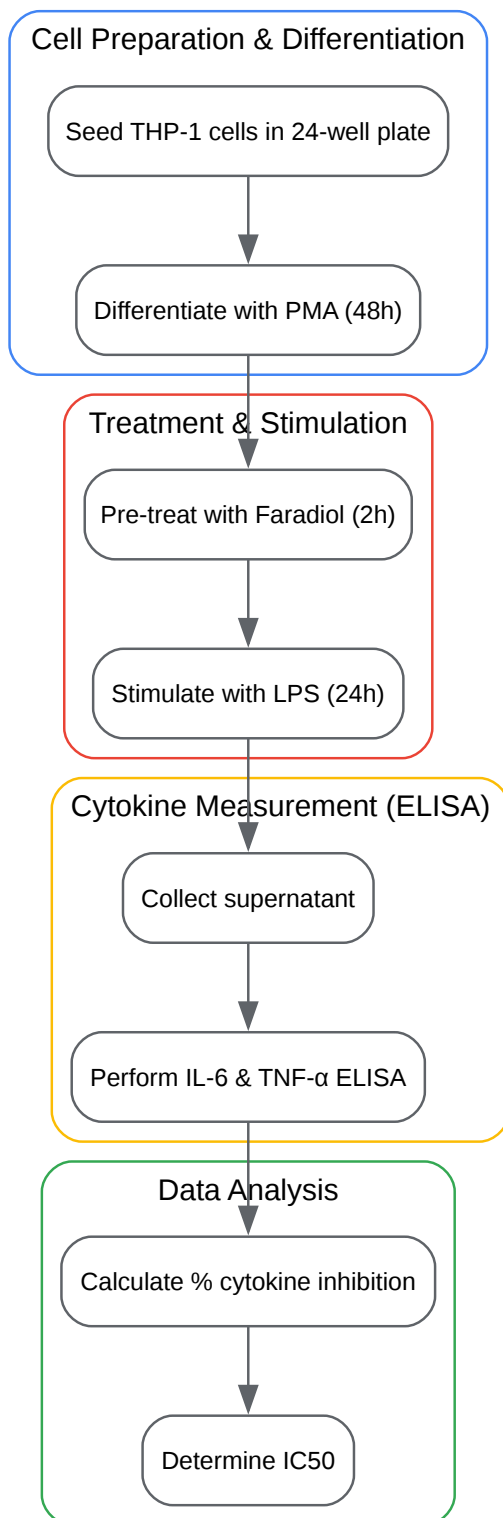 Cell Preparation & Differentiation
Seed THP-1 cells in 24-well plate
Differentiate with PMA (48h)
Treatment & Stimulation
Pre-treat with Faradiol (2h)
Stimulate with LPS (24h)
Cytokine Measurement (ELISA)
Collect supernatant
Perform IL-6 & TNF-α ELISA
Data Analysis
Calculate % cytokine inhibition
Determine IC50